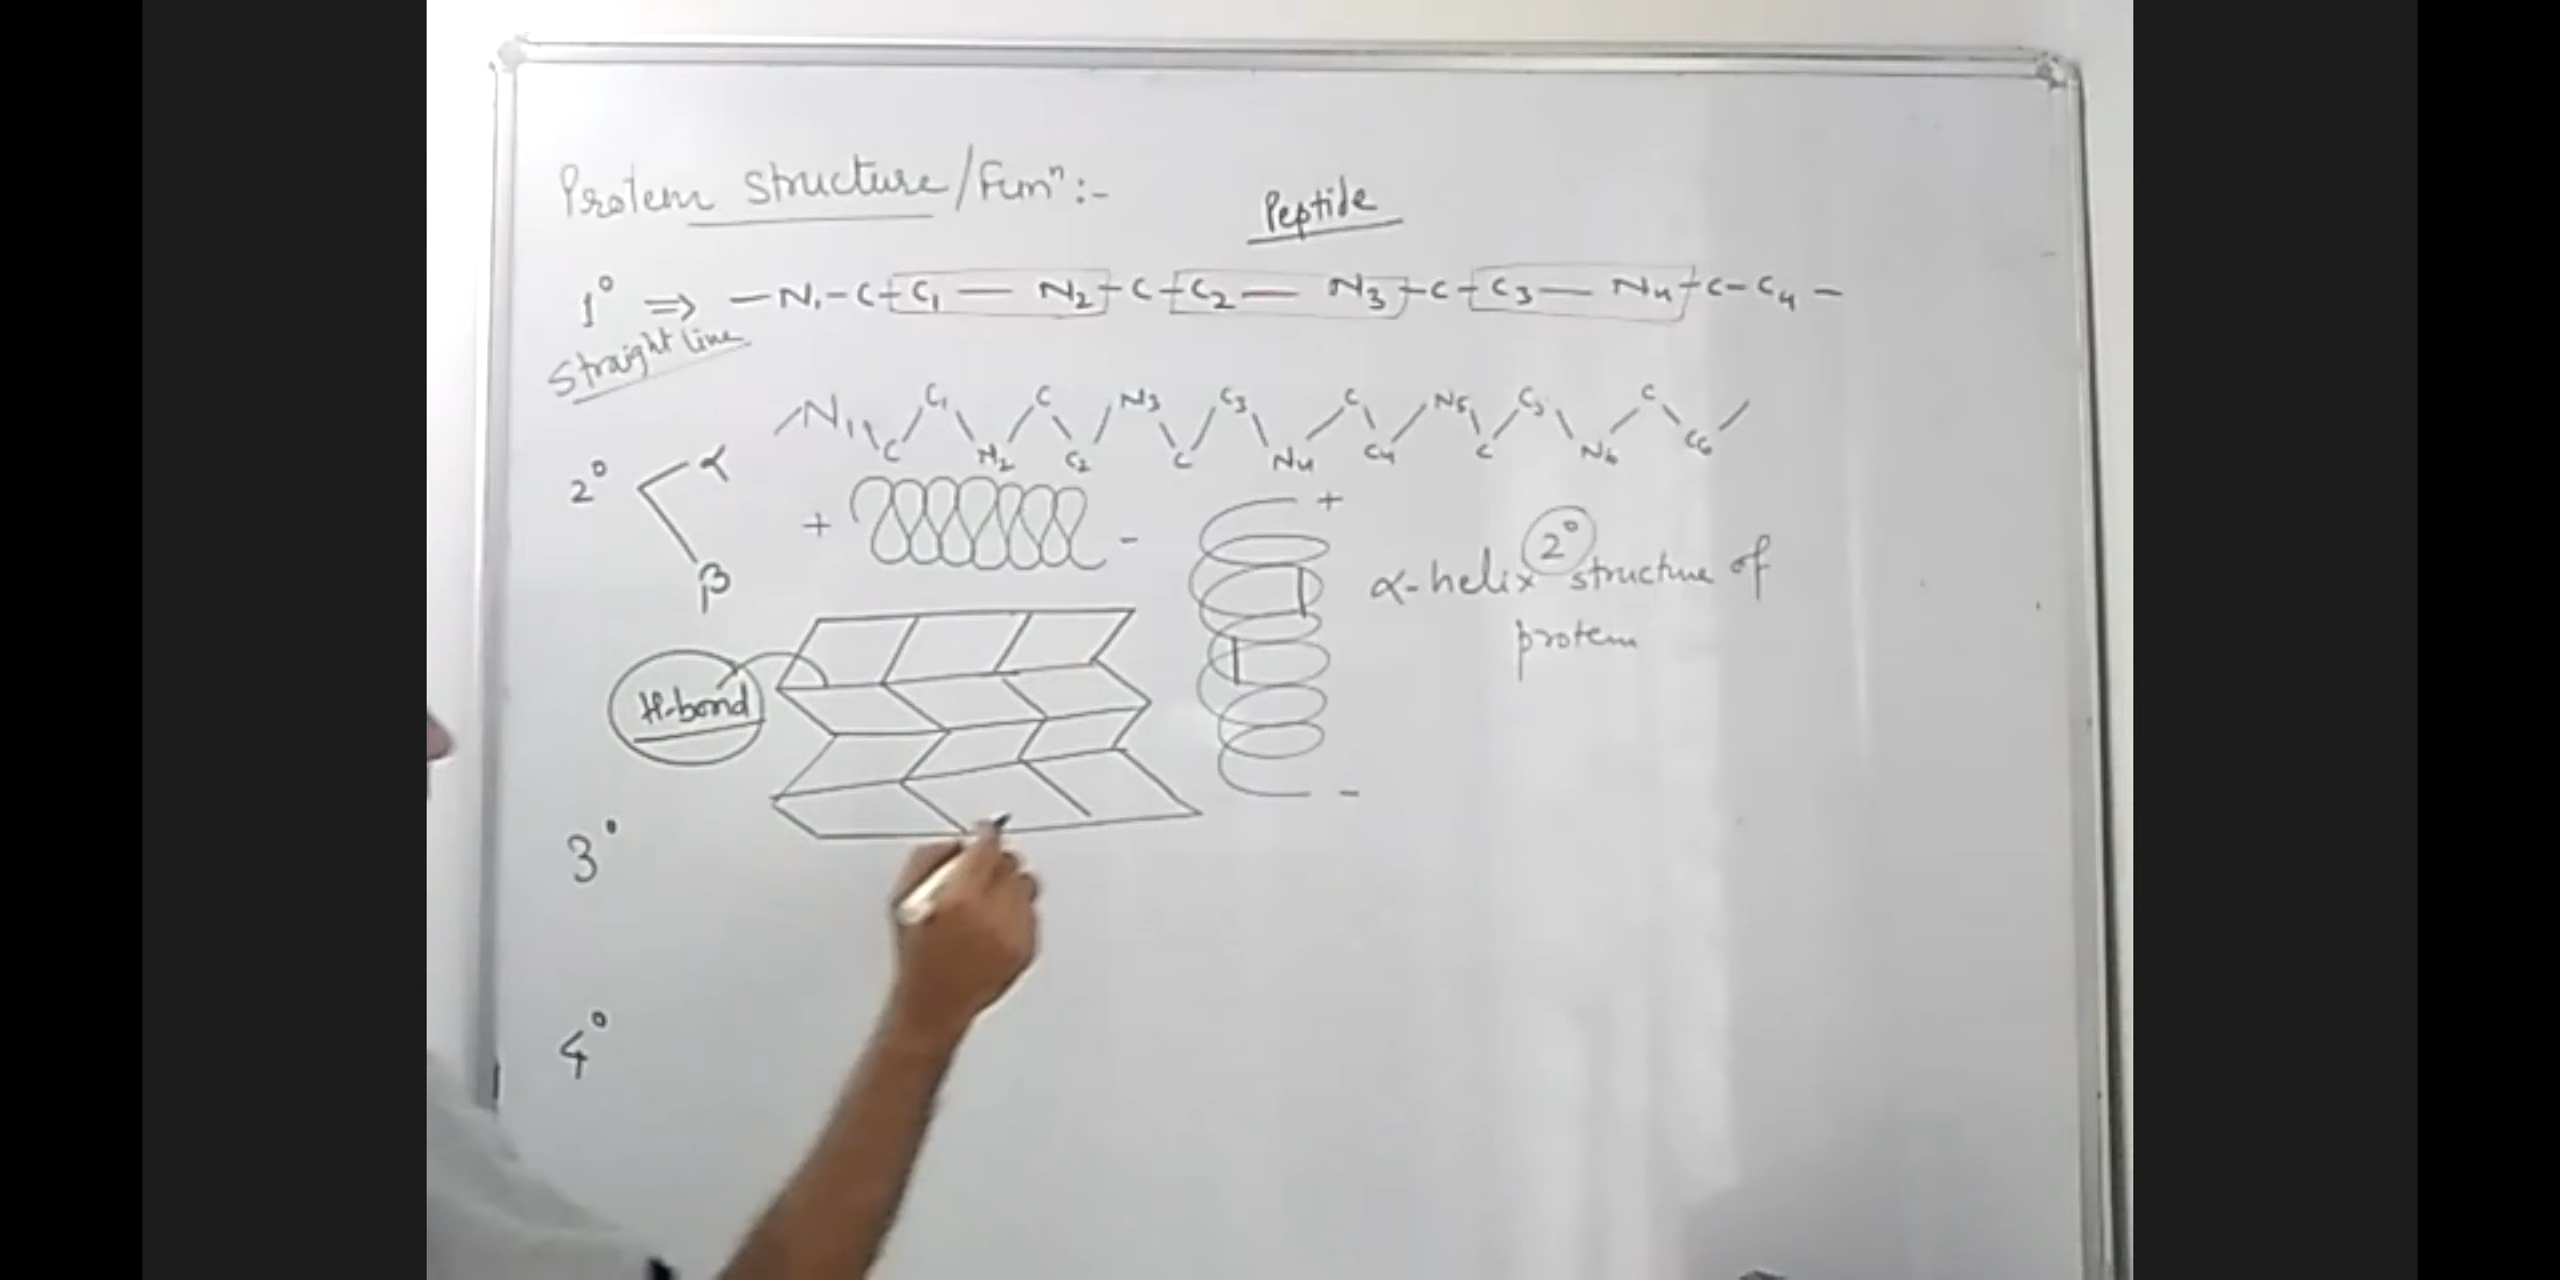 Protein structure/Funⁿ:-
Peptide
1° ⇒ —N₁-C+C₁ — N₂+C+C₂ — N₃+C+C₃ — N₄+C-C₄ —
Straight line
N₁ C C₁ N₂ C C₂ N₃ C C₃ N₄ C C₄ N₅ C C₅ N₆ C C₆
2° α
β
+ -
+
-
α-helix 2° structure of
protein
H-bond
3°
4°